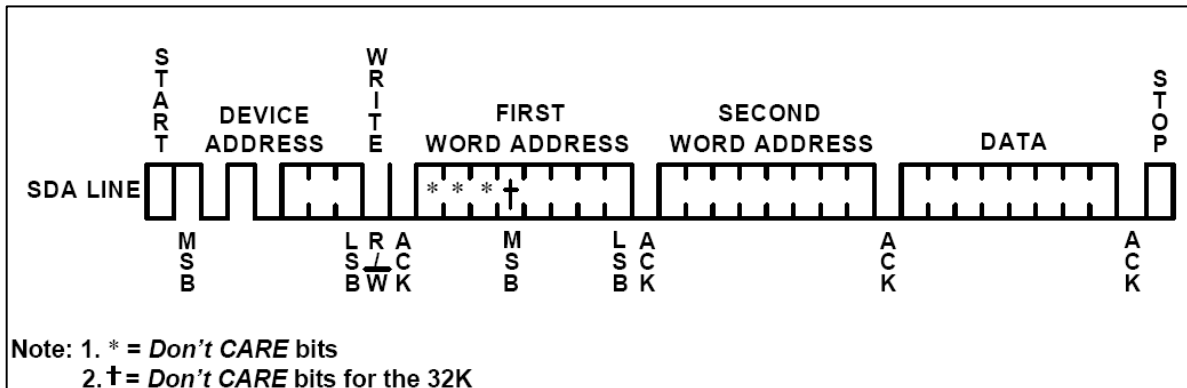 START
WRITE
STOP
DEVICE
ADDRESS
FIRST
WORD ADDRESS
SECOND
WORD ADDRESS
DATA
SDA LINE
* * * †
MSB
LSB
R/W
ACK
MSB
LSB
ACK
ACK
ACK
Note: 1. * = Don't CARE bits
2. † = Don't CARE bits for the 32K